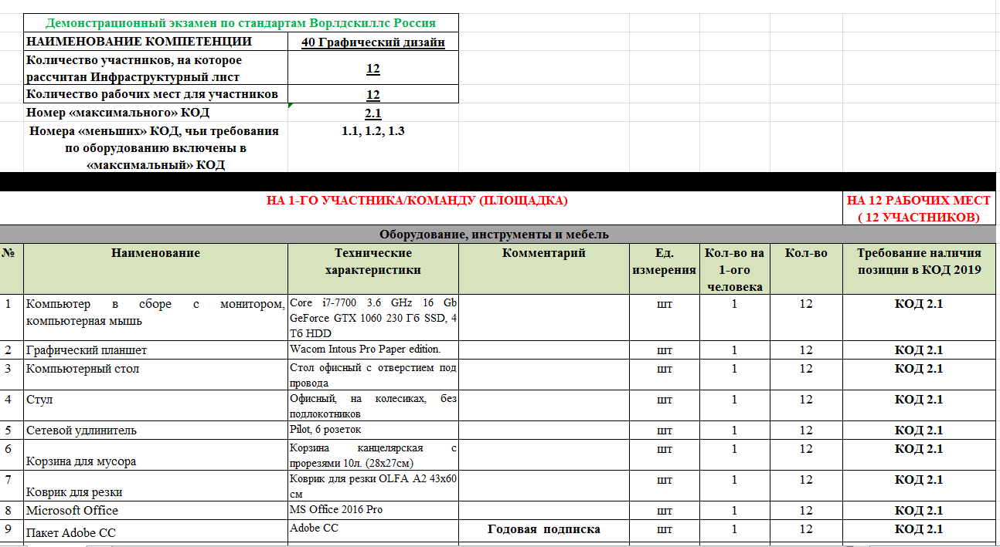 Демонстрационный экзамен по стандартам Ворлдскиллс Россия
НАИМЕНОВАНИЕ КОМПЕТЕНЦИИ 40 Графический дизайн
Количество участников, на которое
рассчитан Инфраструктурный лист 12
Количество рабочих мест для участников 12
Номер «максимального» КОД 2.1
Номера «меньших» КОД, чьи требования 1.1, 1.2, 1.3
по оборудованию включены в
«максимальный» КОД
НА 1-ГО УЧАСТНИКА/КОМАНДУ (ПЛОЩАДКА) НА 12 РАБОЧИХ МЕСТ
( 12 УЧАСТНИКОВ)
Оборудование, инструменты и мебель
№ Наименование Технические Комментарий Ед. Кол-во на Кол-во Требование наличия
характеристики измерения 1-ого позиции в КОД 2019
человека
1 Компьютер в сборе с монитором, Core i7-7700 3.6 GHz 16 Gb шт 1 12 КОД 2.1
компьютерная мышь GeForce GTX 1060 230 Гб SSD, 4
Тб HDD
2 Графический планшет Wacom Intous Pro Paper edition. шт 1 12 КОД 2.1
3 Компьютерный стол Стол офисный с отверстием под шт 1 12 КОД 2.1
провода
4 Стул Офисный, на колесиках, без шт 1 12 КОД 2.1
подлокотников
5 Сетевой удлинитель Pilot, 6 розеток шт 1 12 КОД 2.1
6 Корзина канцелярская с шт 1 12 КОД 2.1
Корзина для мусора прорезями 10л. (28х27см)
7 Коврик для резки OLFA А2 43х60 шт 1 12 КОД 2.1
Коврик для резки см
8 Microsoft Office MS Office 2016 Pro шт 1 12 КОД 2.1
9 Пакет Adobe CC Adobe CC Годовая подписка шт 1 12 КОД 2.1